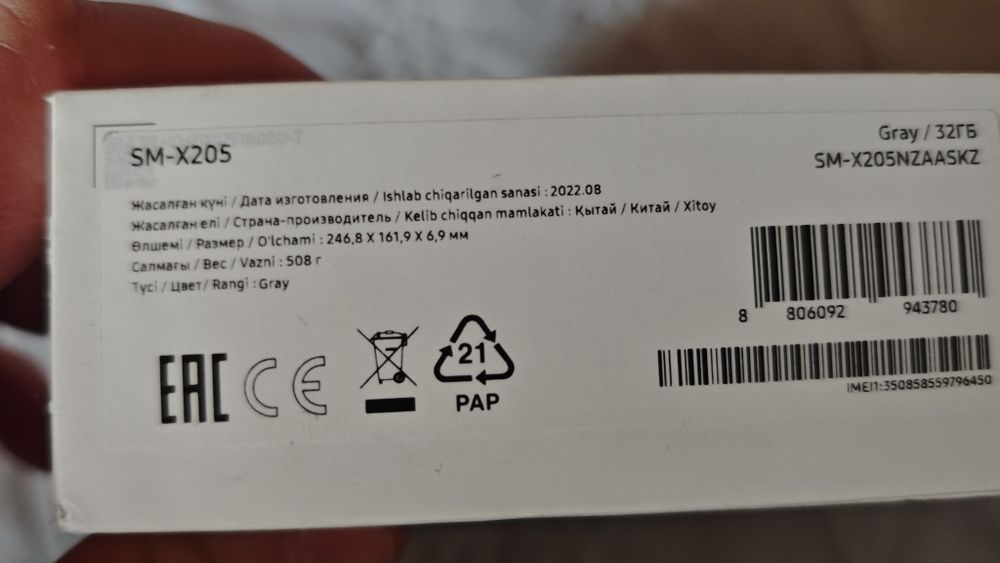 SM-X205
Gray / 32ГБ
SM-X205NZAASKZ
Жасалған күні / Дата изготовления / Ishlab chiqarilgan sanasi : 2022.08
Жасалған елі / Страна-производитель / Kelib chiqqan mamlakati : Қытай / Китай / Xitoy
Өлшемі / Размер / O'lchami : 246,8 X 161,9 X 6,9 мм
Салмағы / Вес / Vazni : 508 г
Түсі / Цвет/ Rangi : Gray
8 806092 943780
IMEI1:350858559796450
EAC CE
21
PAP